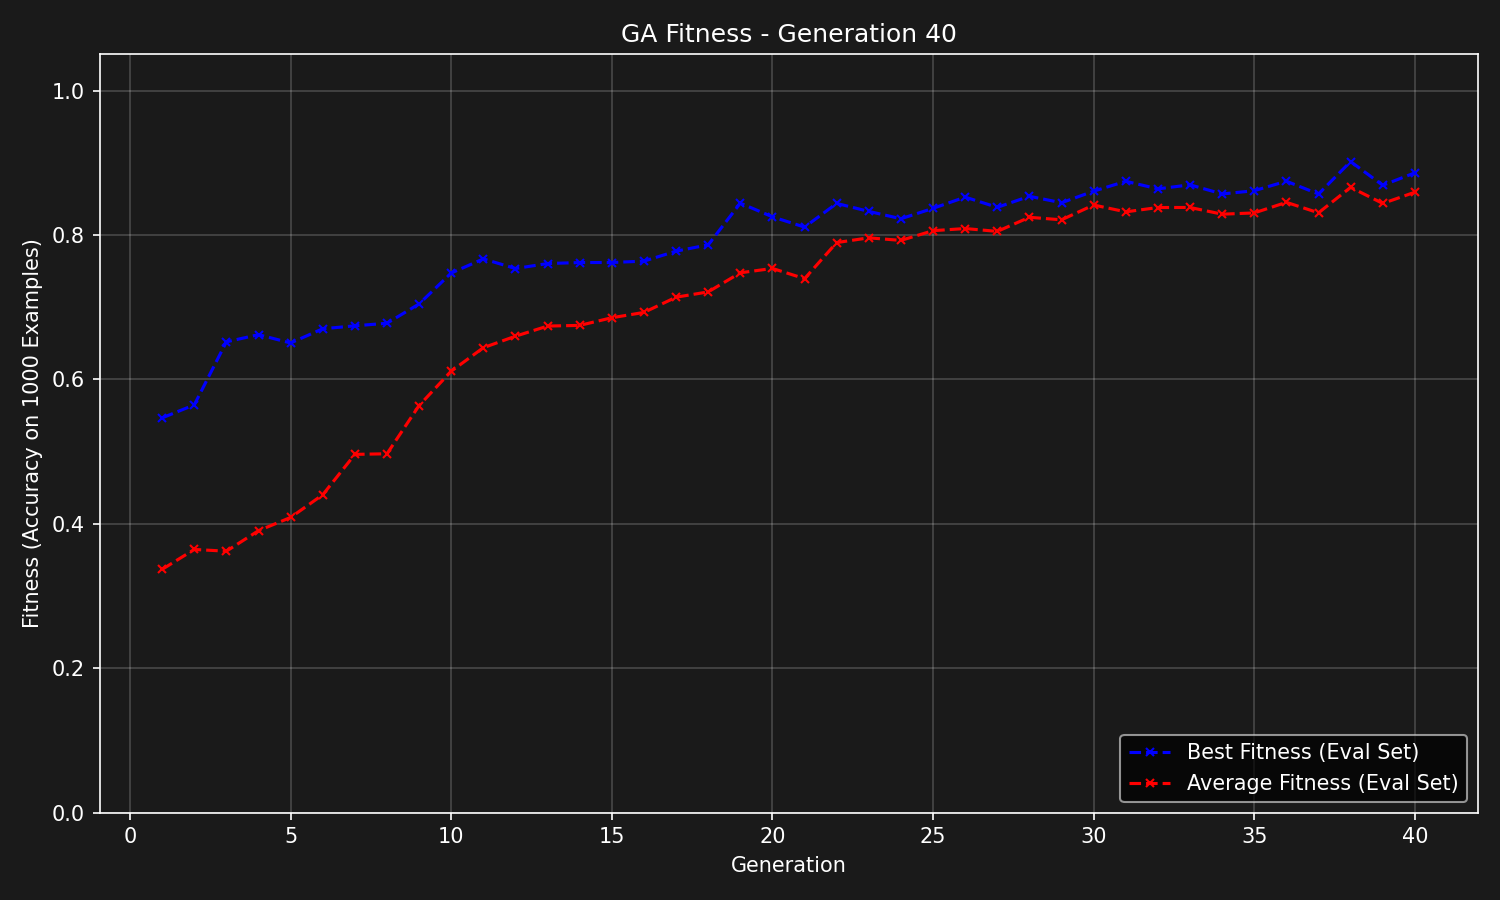 GA Fitness - Generation 40
Fitness (Accuracy on 1000 Examples)
1.0
0.8
0.6
0.4
0.2
0.0
0 5 10 15 20 25 30 35 40
Generation
Best Fitness (Eval Set)
Average Fitness (Eval Set)